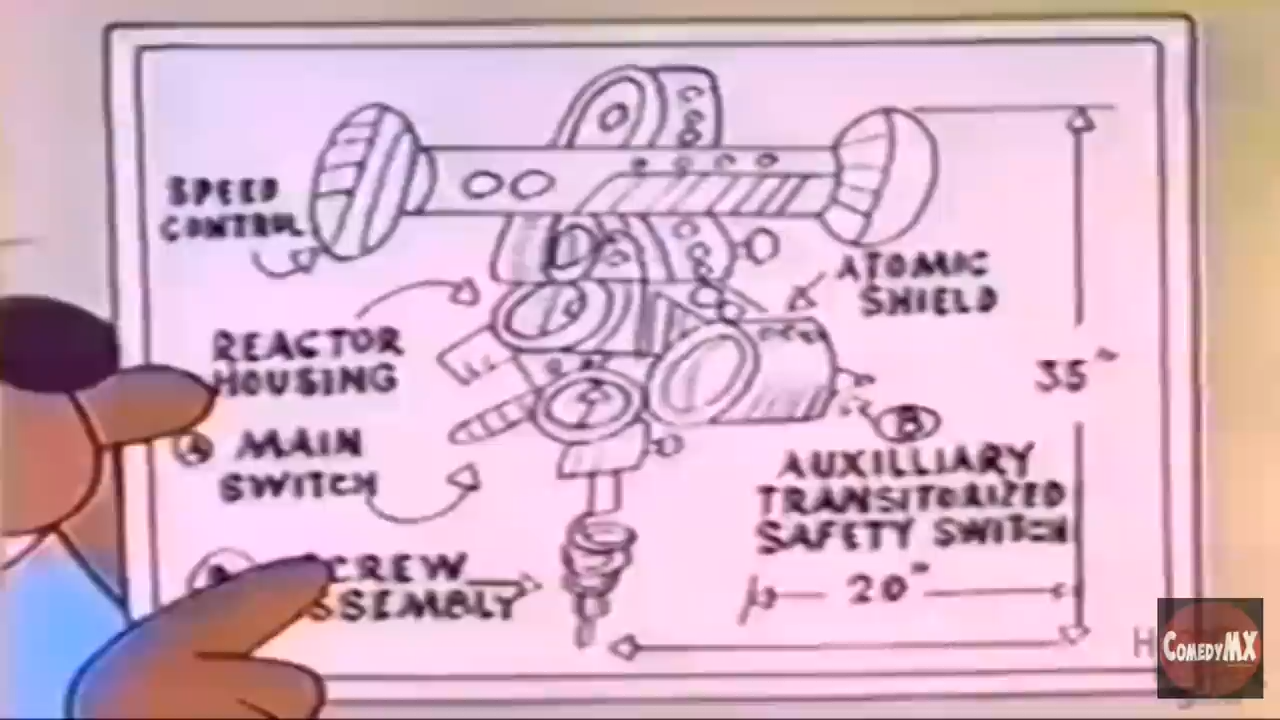 SPEED
CONTROL
REACTOR
HOUSING
A MAIN
SWITCH
CREW
SSEMBLY
ATOMIC
SHIELD
35"
B
AUXILLIARY
TRANSITORIZED
SAFETY SWITCH
20"
COMEDYMX